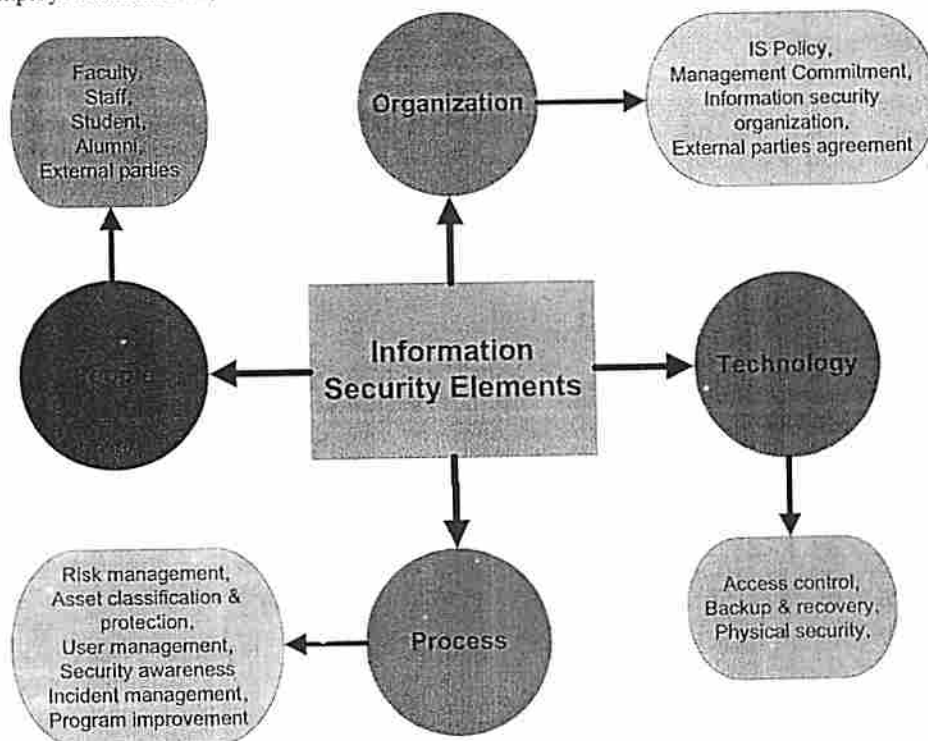 Faculty,
Staff,
Student,
Alumni,
External parties
Organization
IS Policy,
Management Commitment,
Information security
organization,
External parties agreement
People
Information
Security Elements
Technology
Risk management,
Asset classification &
protection,
User management,
Security awareness
Incident management,
Program improvement
Process
Access control,
Backup & recovery,
Physical security,